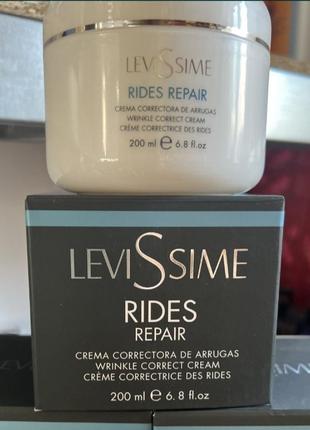 LEVISSIME
RIDES REPAIR
CREMA CORRECTORA DE ARRUGAS
WRINKLE CORRECT CREAM
CRÈME CORRECTRICE DES RIDES
200 ml e 6.8 fl.oz
LEVISSIME
RIDES
REPAIR
CREMA CORRECTORA DE ARRUGAS
WRINKLE CORRECT CREAM
CRÈME CORRECTRICE DES RIDES
200 ml e 6.8 fl.oz